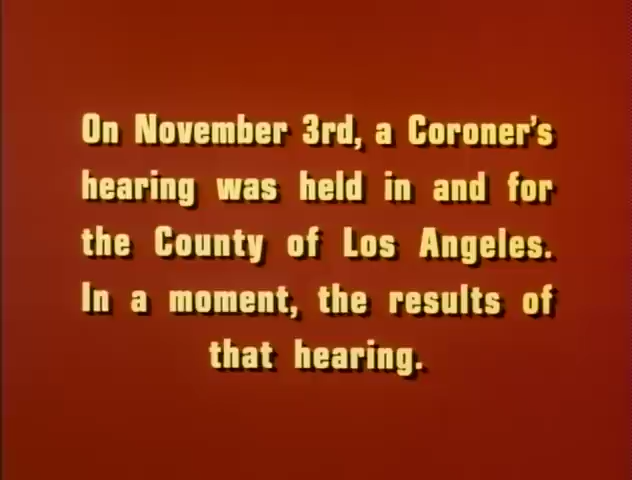 On November 3rd, a Coroner's
hearing was held in and for
the County of Los Angeles.
In a moment, the results of
that hearing.